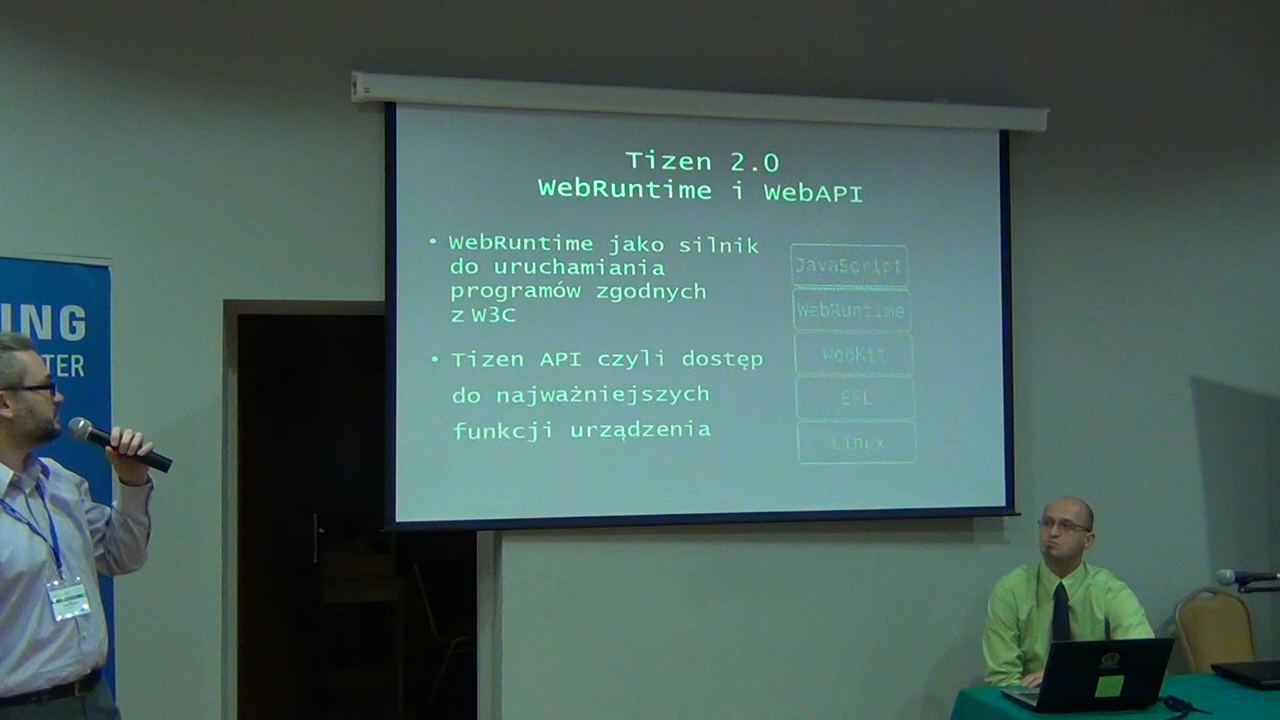 Tizen 2.0
WebRuntime i WebAPI
• WebRuntime jako silnik
do uruchamiania
programów zgodnych
z W3C
• Tizen API czyli dostęp
do najważniejszych
funkcji urządzenia
JavaScript
WebRuntime
WebKit
EFL
Linux
ING
TER